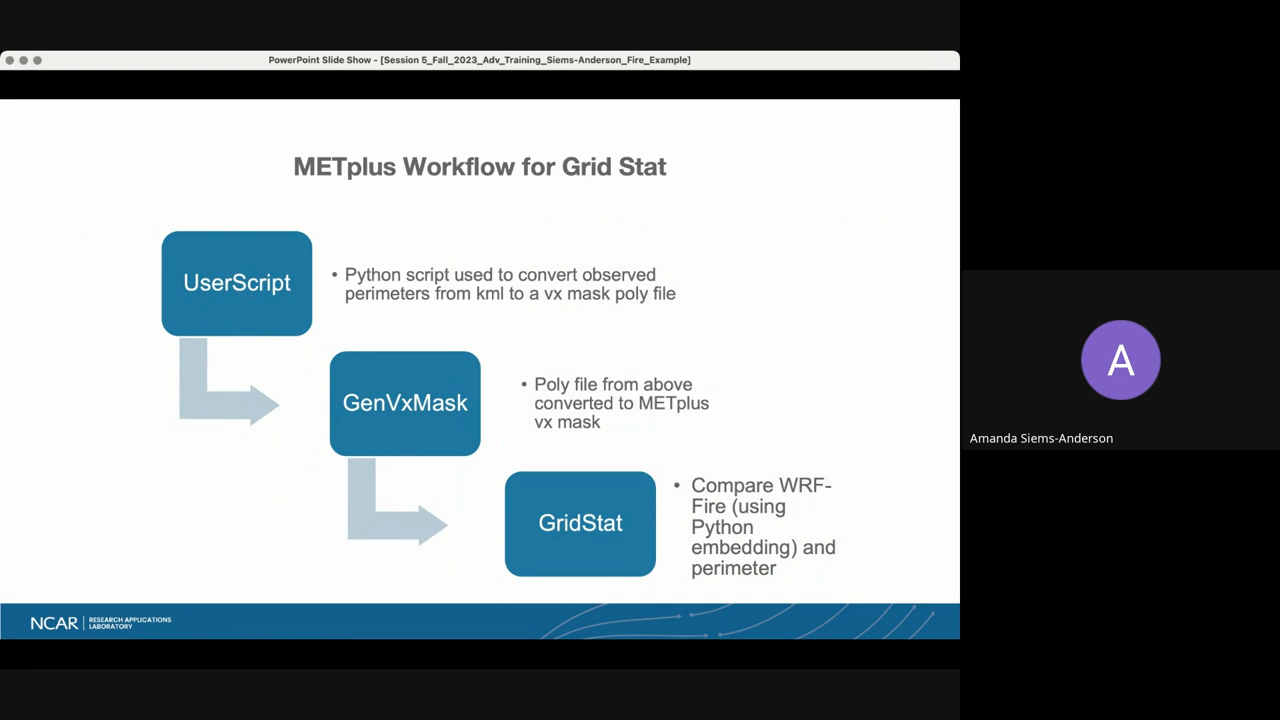 PowerPoint Slide Show - [Session 5_Fall_2023_Adv_Training_Siems-Anderson_Fire_Example]
METplus Workflow for Grid Stat
UserScript
• Python script used to convert observed
perimeters from kml to a vx mask poly file
GenVxMask
• Poly file from above
converted to METplus
vx mask
GridStat
• Compare WRF-
Fire (using
Python
embedding) and
perimeter
NCAR
RESEARCH APPLICATIONS
LABORATORY
A
Amanda Siems-Anderson